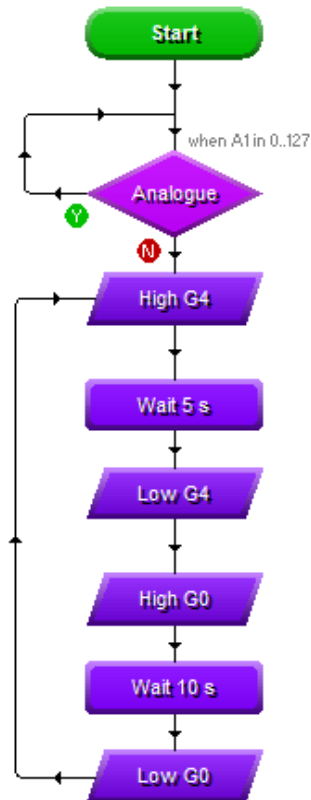 Start
when A1 in 0..127
Analogue
Y
N
High G4
Wait 5 s
Low G4
High G0
Wait 10 s
Low G0